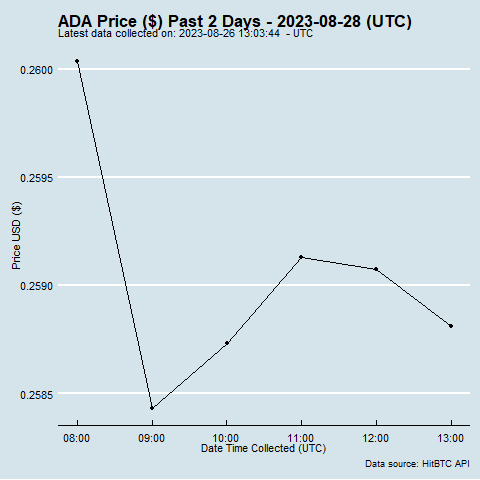 ADA Price ($) Past 2 Days - 2023-08-28 (UTC)
Latest data collected on: 2023-08-26 13:03:44  - UTC
0.2600
0.2595
0.2590
0.2585
Price USD ($)
08:00 09:00 10:00 11:00 12:00 13:00
Date Time Collected (UTC)
Data source: HitBTC API